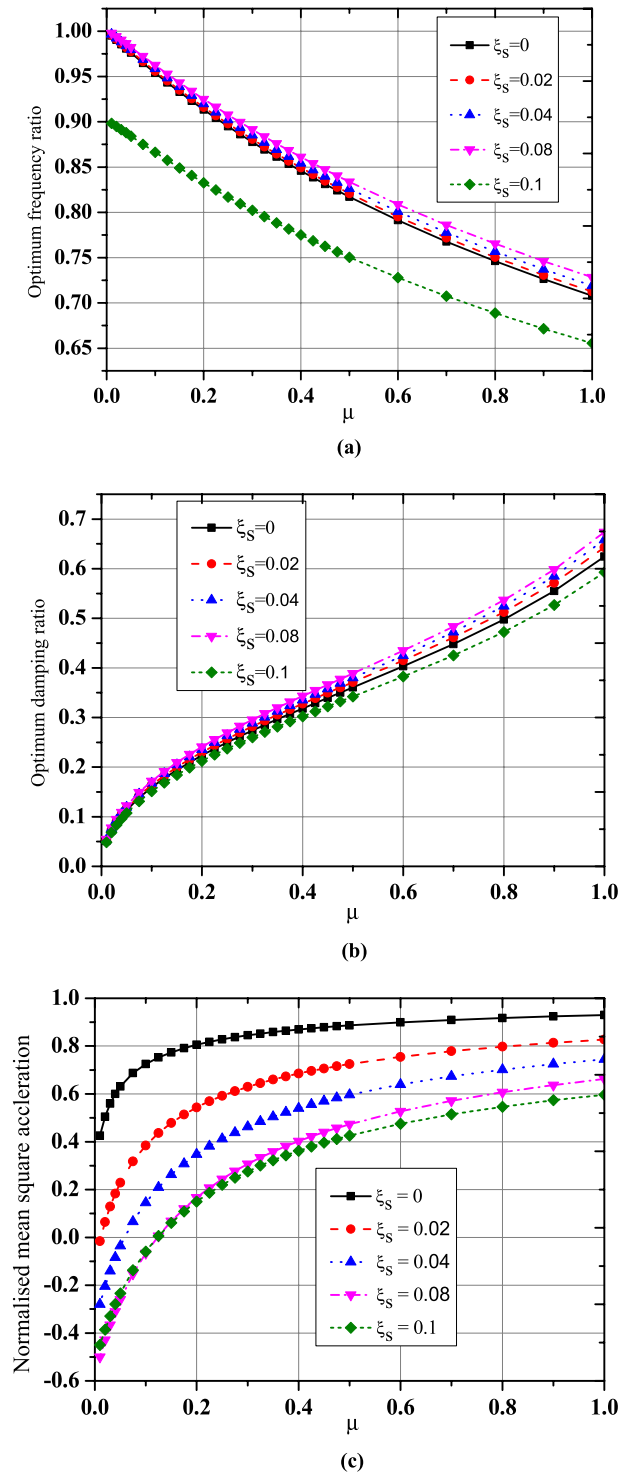 1.00
0.95
0.90
0.85
0.80
0.75
0.70
0.65
Optimum frequency ratio
ξS=0
ξS=0.02
ξS=0.04
ξS=0.08
ξS=0.1
0.0 0.2 0.4 0.6 0.8 1.0
μ
(a)
0.7
0.6
0.5
0.4
0.3
0.2
0.1
0.0
Optimum damping ratio
ξS=0
ξS=0.02
ξS=0.04
ξS=0.08
ξS=0.1
0.0 0.2 0.4 0.6 0.8 1.0
μ
(b)
1.0
0.8
0.6
0.4
0.2
0.0
-0.2
-0.4
-0.6
Normalised mean square accleration
ξS = 0
ξS = 0.02
ξS = 0.04
ξS = 0.08
ξS = 0.1
0.0 0.2 0.4 0.6 0.8 1.0
μ
(c)